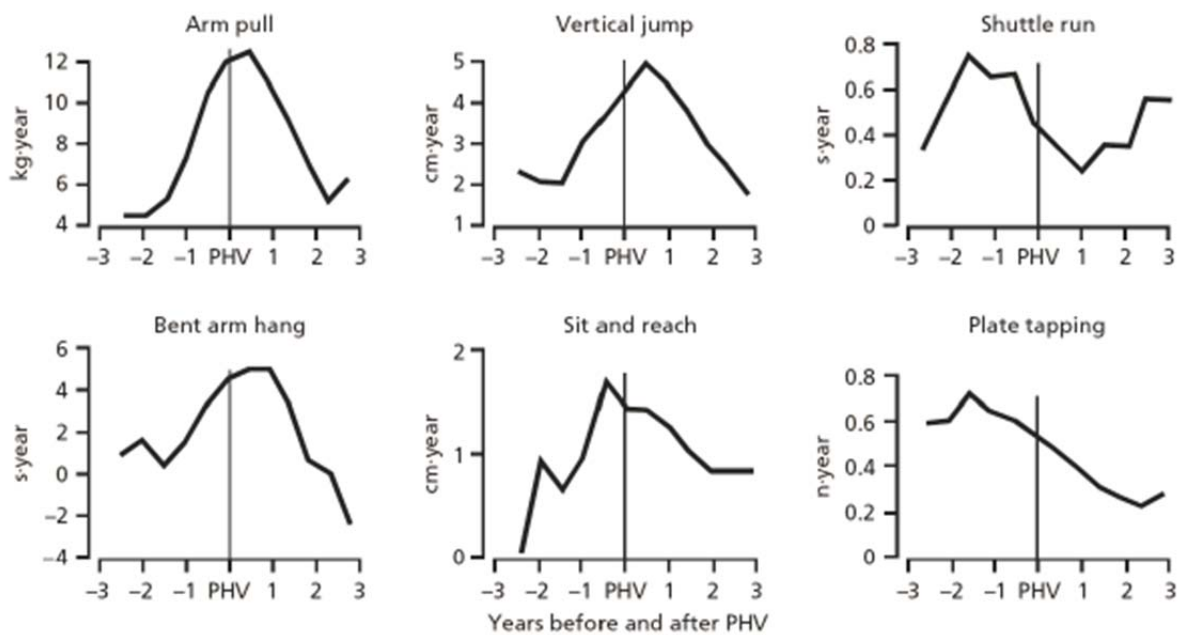 Arm pull
kg·year
12
10
8
6
4
–3 –2 –1 PHV 1 2 3
Vertical jump
cm·year
5
4
3
2
1
–3 –2 –1 PHV 1 2 3
Shuttle run
s·year
0.8
0.6
0.4
0.2
0
–3 –2 –1 PHV 1 2 3
Bent arm hang
s·year
6
4
2
0
–2
–4
–3 –2 –1 PHV 1 2 3
Sit and reach
cm·year
2
1
0
–3 –2 –1 PHV 1 2 3
Plate tapping
n·year
0.8
0.6
0.4
0.2
0
–3 –2 –1 PHV 1 2 3
Years before and after PHV